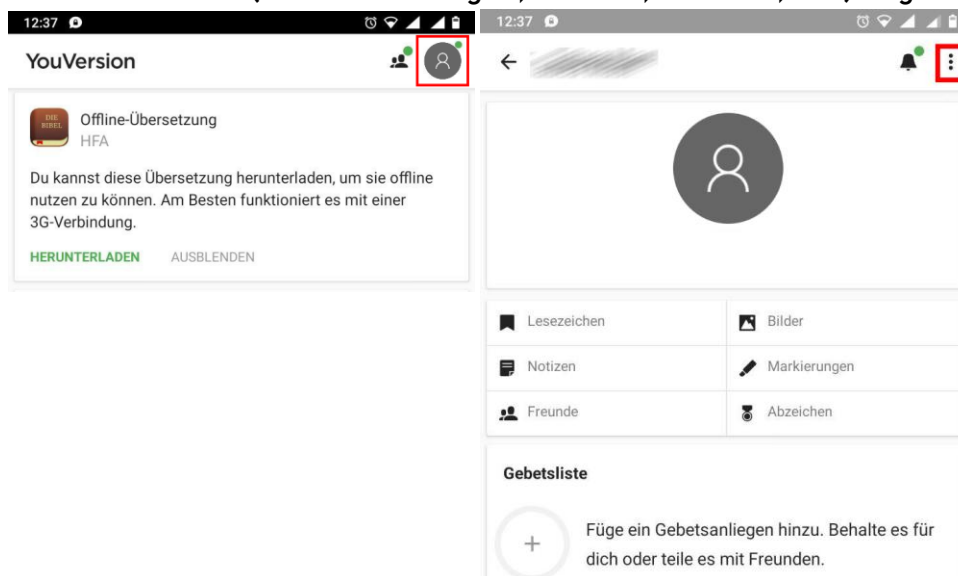 12:37
YouVersion
DIE
BIBEL
Offline-Übersetzung
HFA
Du kannst diese Übersetzung herunterladen, um sie offline
nutzen zu können. Am Besten funktioniert es mit einer
3G-Verbindung.
HERUNTERLADEN AUSBLENDEN
12:37
Lesezeichen
Bilder
Notizen
Markierungen
Freunde
Abzeichen
Gebetsliste
Füge ein Gebetsanliegen hinzu. Behalte es für
dich oder teile es mit Freunden.